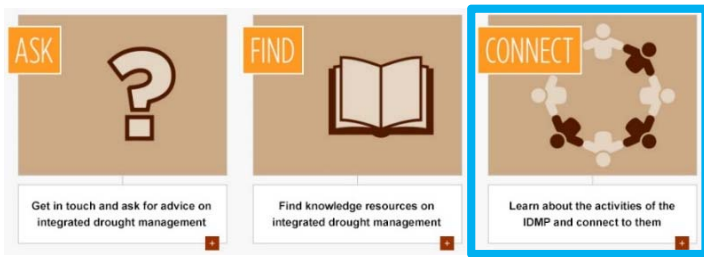 ASK
FIND
CONNECT
Get in touch and ask for advice on
integrated drought management
+
Find knowledge resources on
integrated drought management
+
Learn about the activities of the
IDMP and connect to them
+